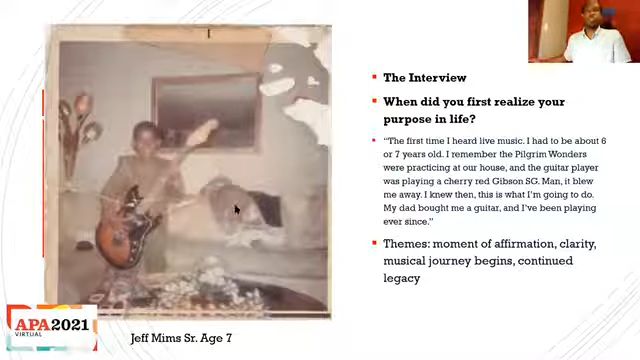 The Interview
When did you first realize your
purpose in life?
“The first time I heard live music. I had to be about 6
or 7 years old. I remember the Pilgrim Wonders
were practicing at our house, and the guitar player
was playing a cherry red Gibson SG. Man, it blew
me away. I knew then, this is what I’m going to do.
My dad bought me a guitar, and I’ve been playing
ever since.”
Themes: moment of affirmation, clarity,
musical journey begins, continued
legacy
APA2021
VIRTUAL
Jeff Mims Sr. Age 7